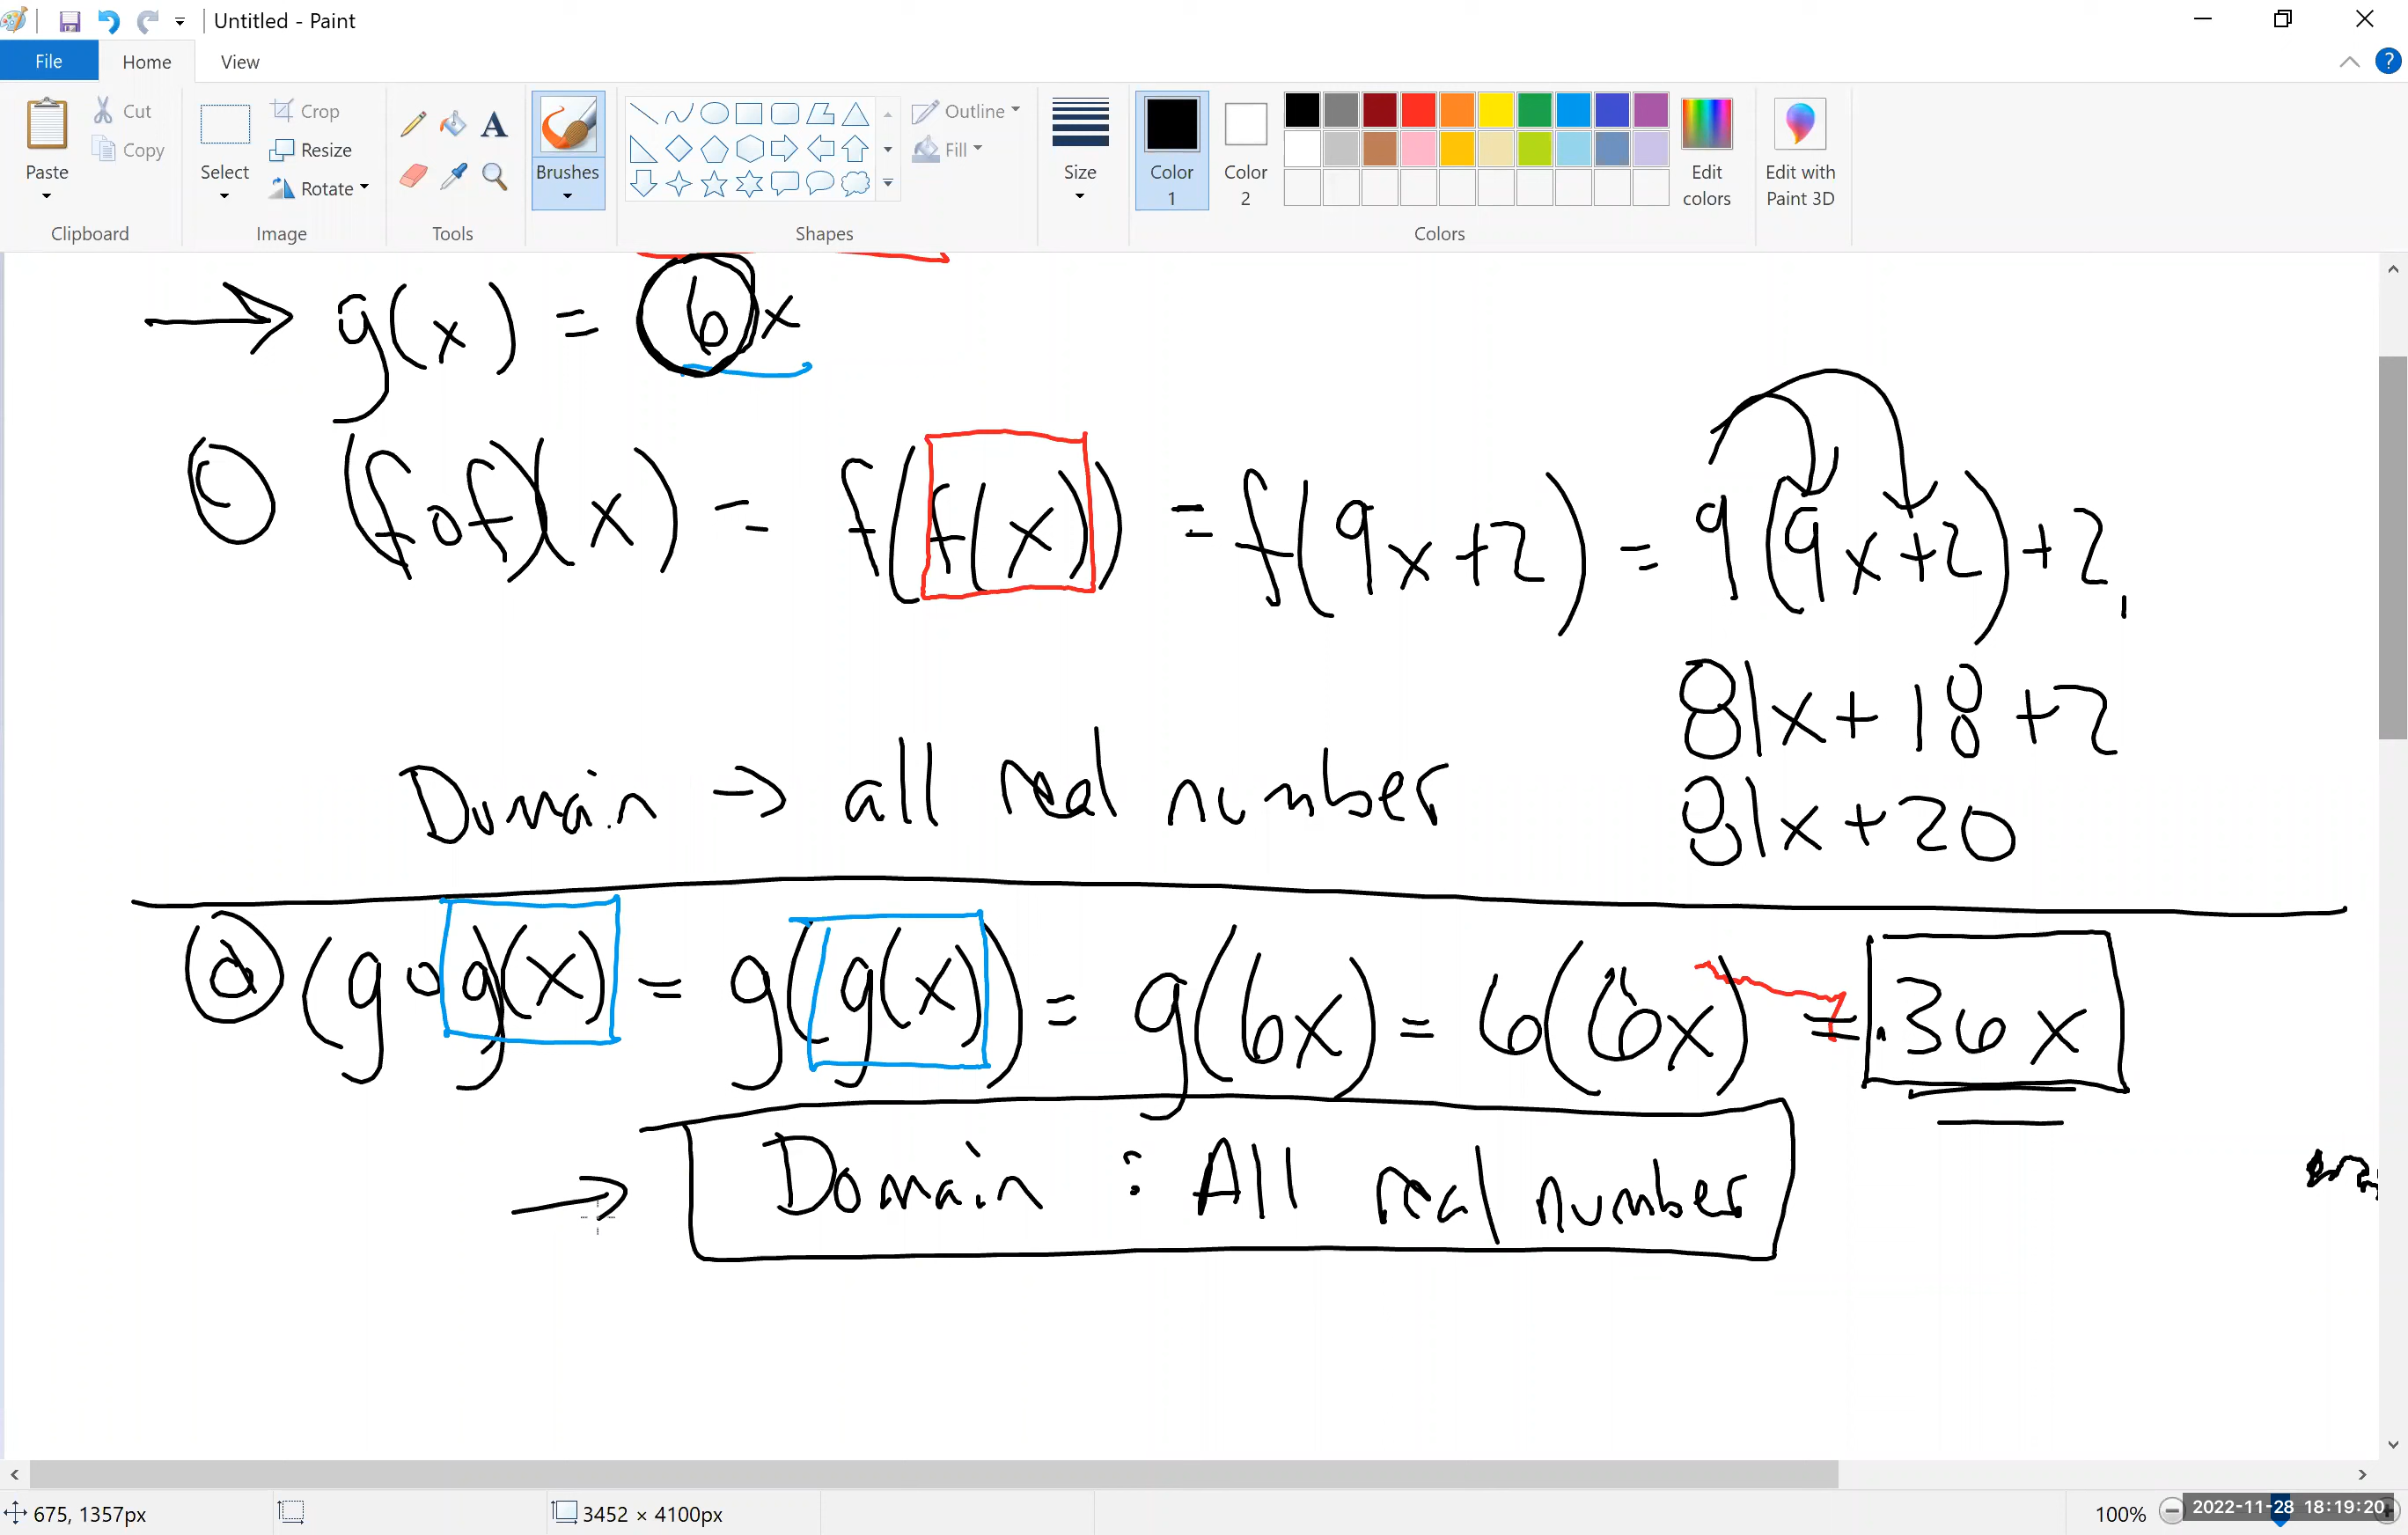 Untitled - Paint
File Home View
Paste Cut Copy Clipboard
Select Crop Resize Rotate Image
Tools
Brushes
Shapes Outline Fill
Size
Color 1 Color 2 Edit colors Colors
Edit with Paint 3D
g(x) = 6x
c (fof)(x) = f(f(x)) = f(9x+2) = 9(9x+2)+2
81x+18+2
Domain → all real number
81x+20
d (gog)(x) = g(g(x)) = g(6x) = 6(6x) = 36x
→ Domain : All real number
675, 1357px 3452 × 4100px 100% 2022-11-28 18:19:20